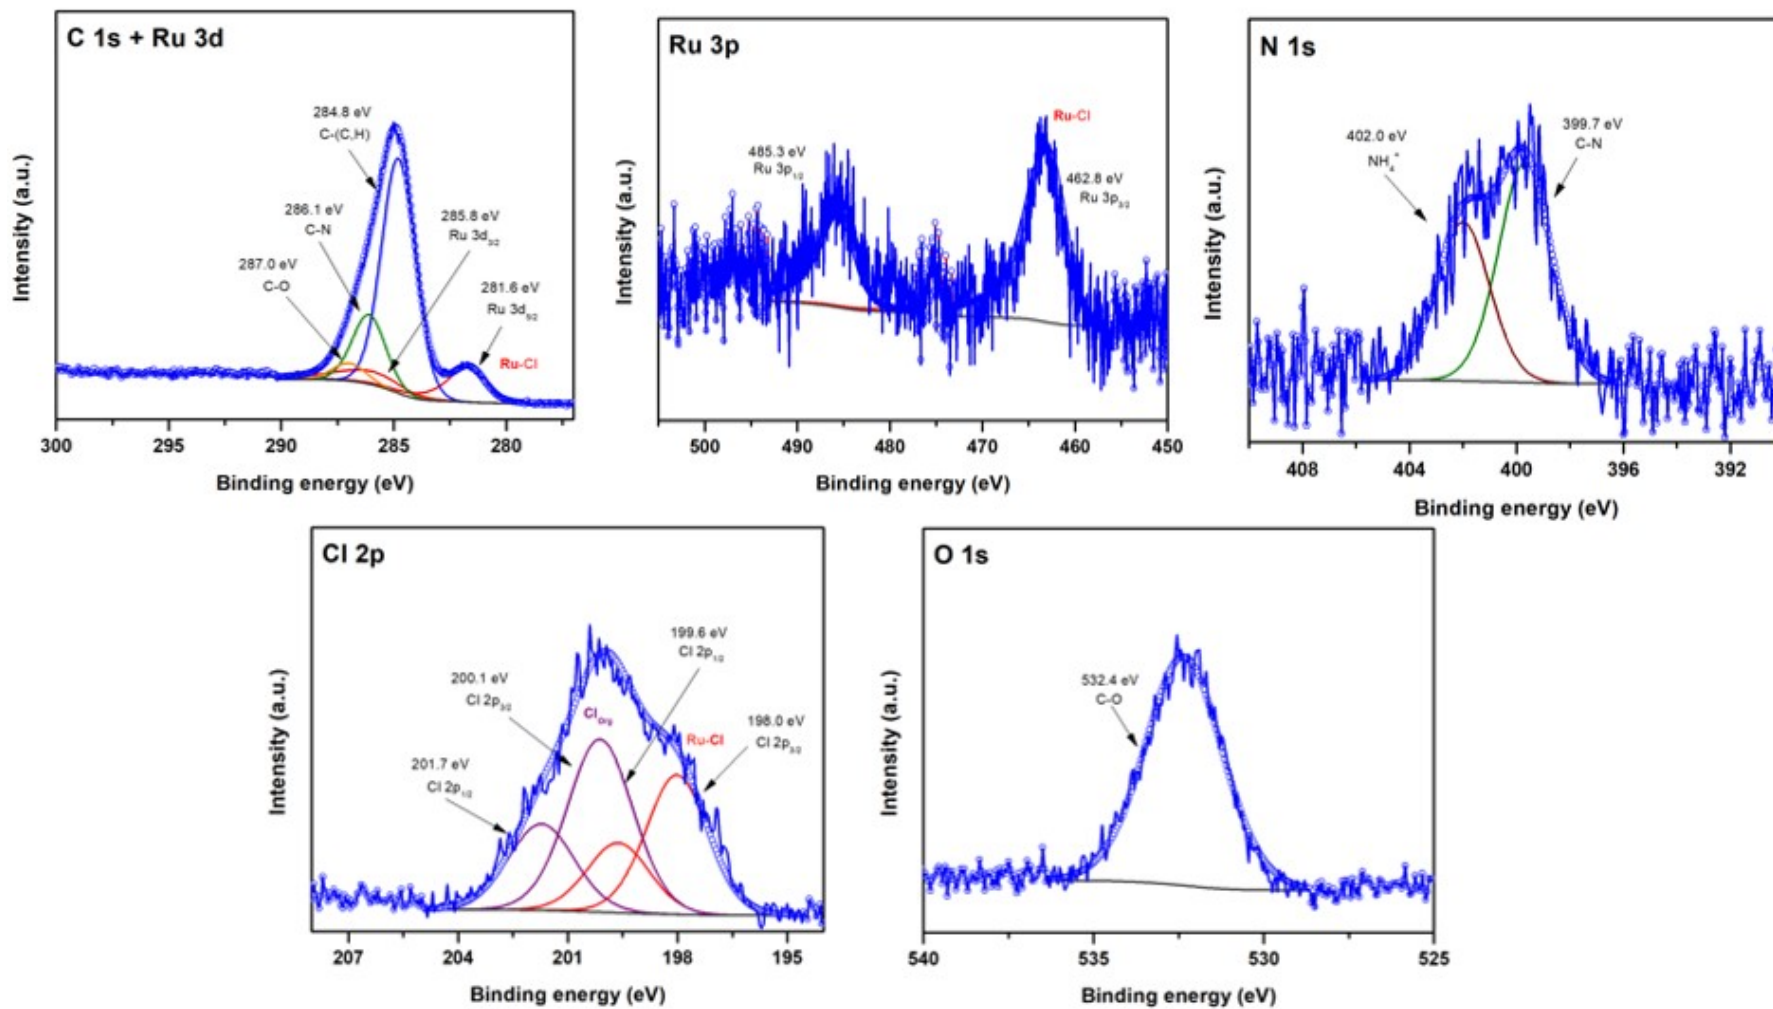 C 1s + Ru 3d
284.8 eV
C-(C,H)
286.1 eV
C-N
287.0 eV
C-O
285.8 eV
Ru 3d3/2
281.6 eV
Ru 3d5/2
Ru-Cl
Intensity (a.u.)
300 295 290 285 280
Binding energy (eV)
Ru 3p
485.3 eV
Ru 3p1/2
Ru-Cl
462.8 eV
Ru 3p3/2
Intensity (a.u.)
500 490 480 470 460 450
Binding energy (eV)
N 1s
402.0 eV
NH4+
399.7 eV
C-N
Intensity (a.u.)
408 404 400 396 392
Binding energy (eV)
Cl 2p
199.6 eV
Cl 2p1/2
200.1 eV
Cl 2p3/2
ClOrg
Ru-Cl
198.0 eV
Cl 2p3/2
201.7 eV
Cl 2p1/2
Intensity (a.u.)
207 204 201 198 195
Binding energy (eV)
O 1s
532.4 eV
C-O
Intensity (a.u.)
540 535 530 525
Binding energy (eV)